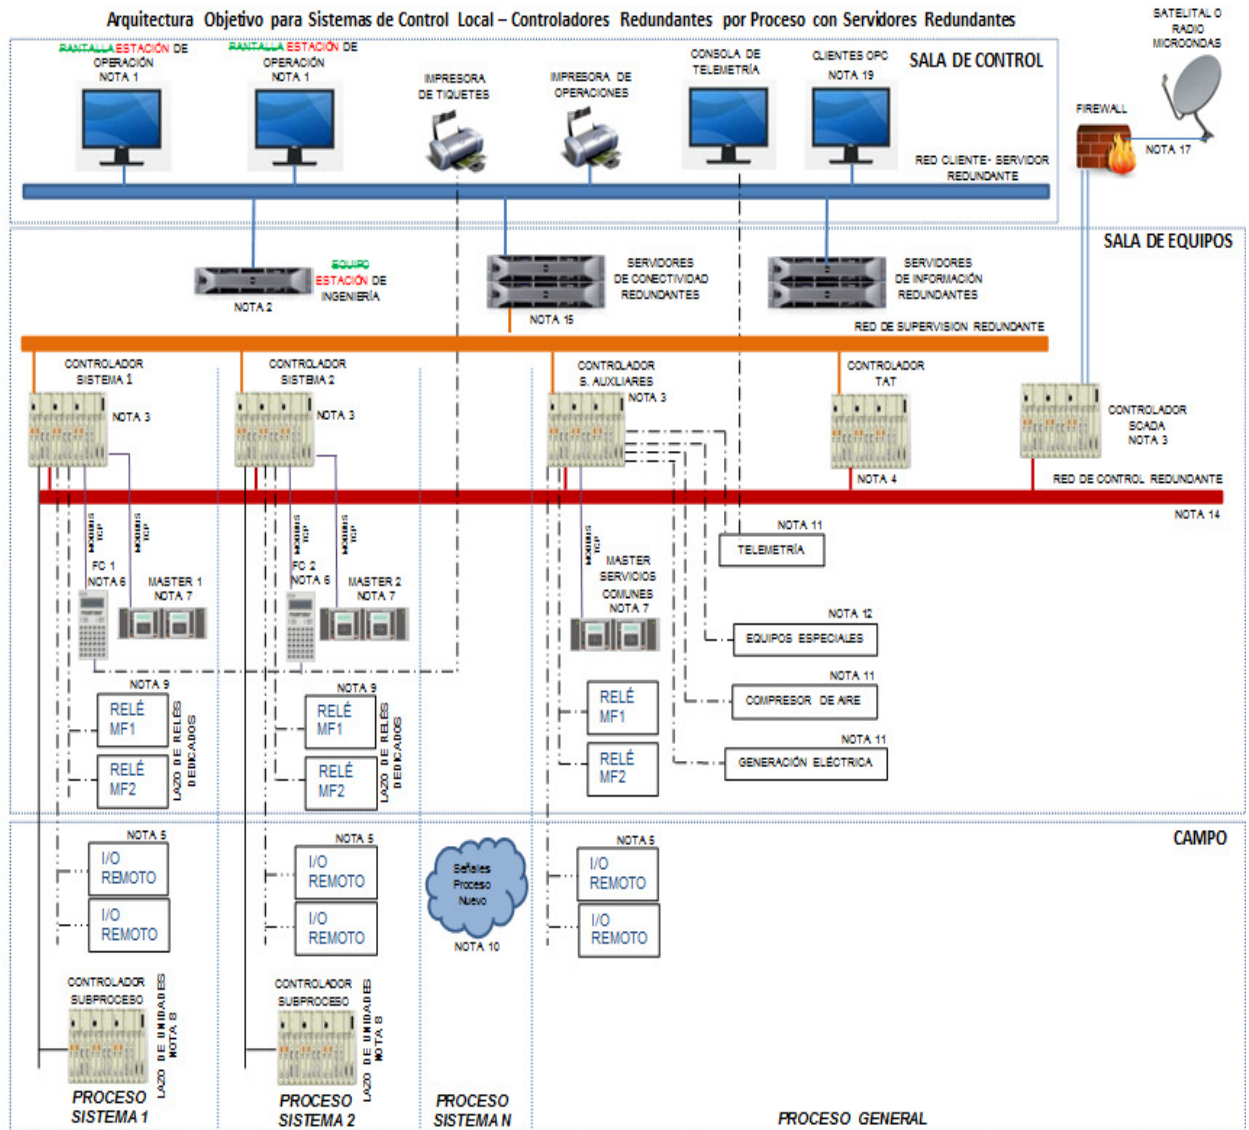 Arquitectura Objetivo para Sistemas de Control Local – Controladores Redundantes por Proceso con Servidores Redundantes
SATELITAL O
RADIO
MICROONDAS
PANTALLA ESTACIÓN DE
OPERACIÓN
NOTA 1
PANTALLA ESTACIÓN DE
OPERACIÓN
NOTA 1
IMPRESORA
DE TIQUETES
IMPRESORA DE
OPERACIONES
CONSOLA DE
TELEMETRÍA
CLIENTES OPC
NOTA 19
SALA DE CONTROL
FIREWALL
NOTA 17
RED CLIENTE- SERVIDOR
REDUNDANTE
SALA DE EQUIPOS
EQUIPO
ESTACIÓN DE
INGENIERÍA
NOTA 2
SERVIDORES
DE CONECTIVIDAD
REDUNDANTES
NOTA 15
SERVIDORES
DE INFORMACIÓN
REDUNDANTES
RED DE SUPERVISION REDUNDANTE
CONTROLADOR
SISTEMA 1
NOTA 3
CONTROLADOR
SISTEMA 2
NOTA 3
CONTROLADOR
S. AUXILIARES
NOTA 3
CONTROLADOR
TAT
NOTA 4
CONTROLADOR
SCADA
NOTA 3
RED DE CONTROL REDUNDANTE
NOTA 14
MODBUS
TCP
MODBUS
TCP
MODBUS
TCP
MODBUS
TCP
MODBUS
TCP
FC 1
NOTA 6
MASTER 1
NOTA 7
FC 2
NOTA 6
MASTER 2
NOTA 7
MASTER
SERVICIOS
COMUNES
NOTA 7
NOTA 11
TELEMETRÍA
NOTA 12
EQUIPOS ESPECIALES
NOTA 11
COMPRESOR DE AIRE
NOTA 11
GENERACIÓN ELÉCTRICA
NOTA 9
RELÉ
MF1
RELÉ
MF2
LAZO DE RELÉS
DEDICADOS
NOTA 9
RELÉ
MF1
RELÉ
MF2
LAZO DE RELÉS
DEDICADOS
RELÉ
MF1
RELÉ
MF2
CAMPO
NOTA 5
I/O
REMOTO
I/O
REMOTO
NOTA 5
I/O
REMOTO
I/O
REMOTO
Señales
Proceso
Nuevo
NOTA 10
NOTA 5
I/O
REMOTO
I/O
REMOTO
CONTROLADOR
SUBPROCESO
LAZO DE UNIDADES
NOTA 8
CONTROLADOR
SUBPROCESO
LAZO DE UNIDADES
NOTA 8
PROCESO
SISTEMA 1
PROCESO
SISTEMA 2
PROCESO
SISTEMA N
PROCESO GENERAL